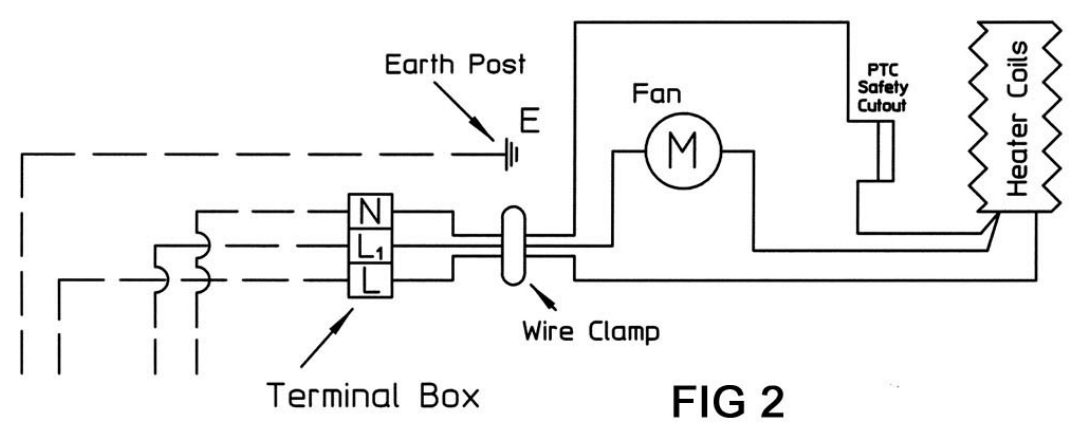 Earth Post
E
Fan
M
PTC
Safety
Cutout
Heater Coils
N
L1
L
Wire Clamp
Terminal Box
FIG 2